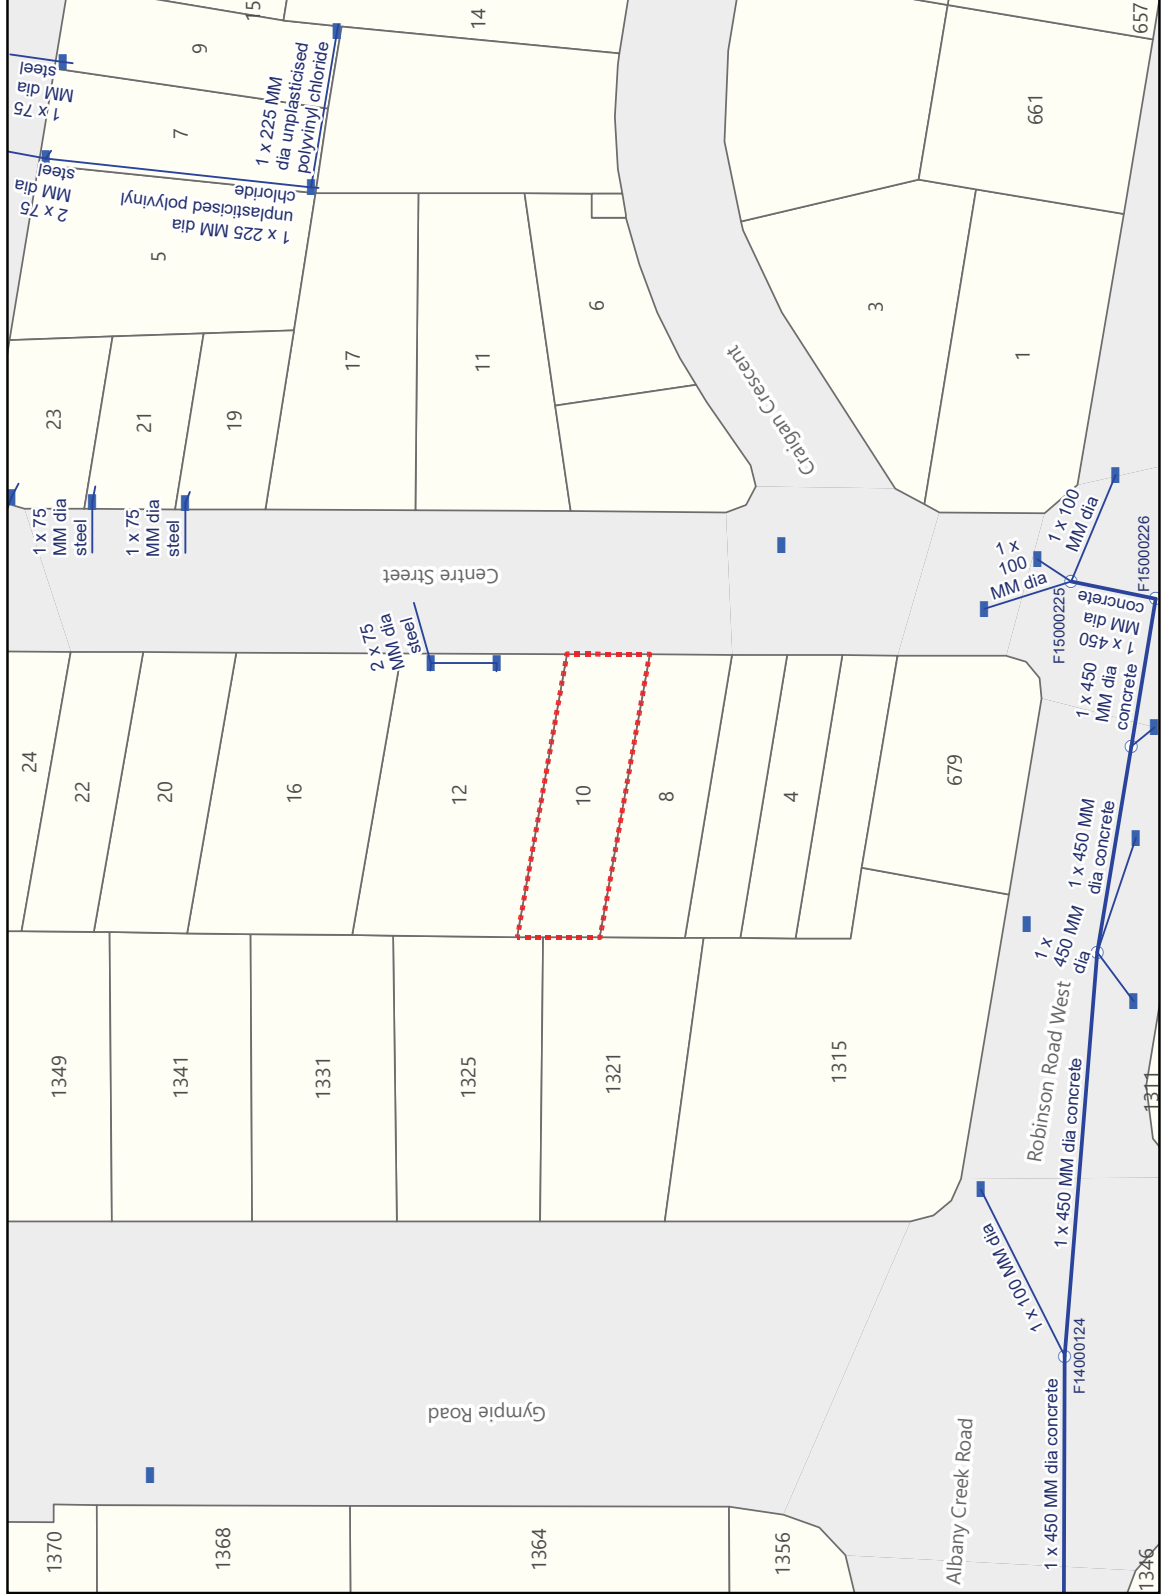 15
14
9
657
1 x 75
MM dia
steel
1 x 225 MM
dia unplasticised
polyvinyl chloride
7
661
2 x 75
MM dia
steel
1 x 225 MM dia
unplasticised polyvinyl
chloride
5
6
3
1
17
11
23
21
19
Craigan Crescent
1 x 75
MM dia
steel
1 x 75
MM dia
steel
Centre Street
1 x 100
MM dia
1 x
100
MM dia
F15000226
F15000225
1 x 450
MM dia
concrete
2 x 75
MM dia
steel
1 x 450
MM dia
concrete
24
22
20
16
12
10
8
4
679
1 x 450 MM
dia concrete
1 x
450 MM
dia
1349
1341
1331
1325
1321
1315
Robinson Road West
1311
1 x 450 MM dia concrete
1 x 100 MM dia
F14000124
Gympie Road
Albany Creek Road
1 x 450 MM dia concrete
1370
1368
1364
1356
1346